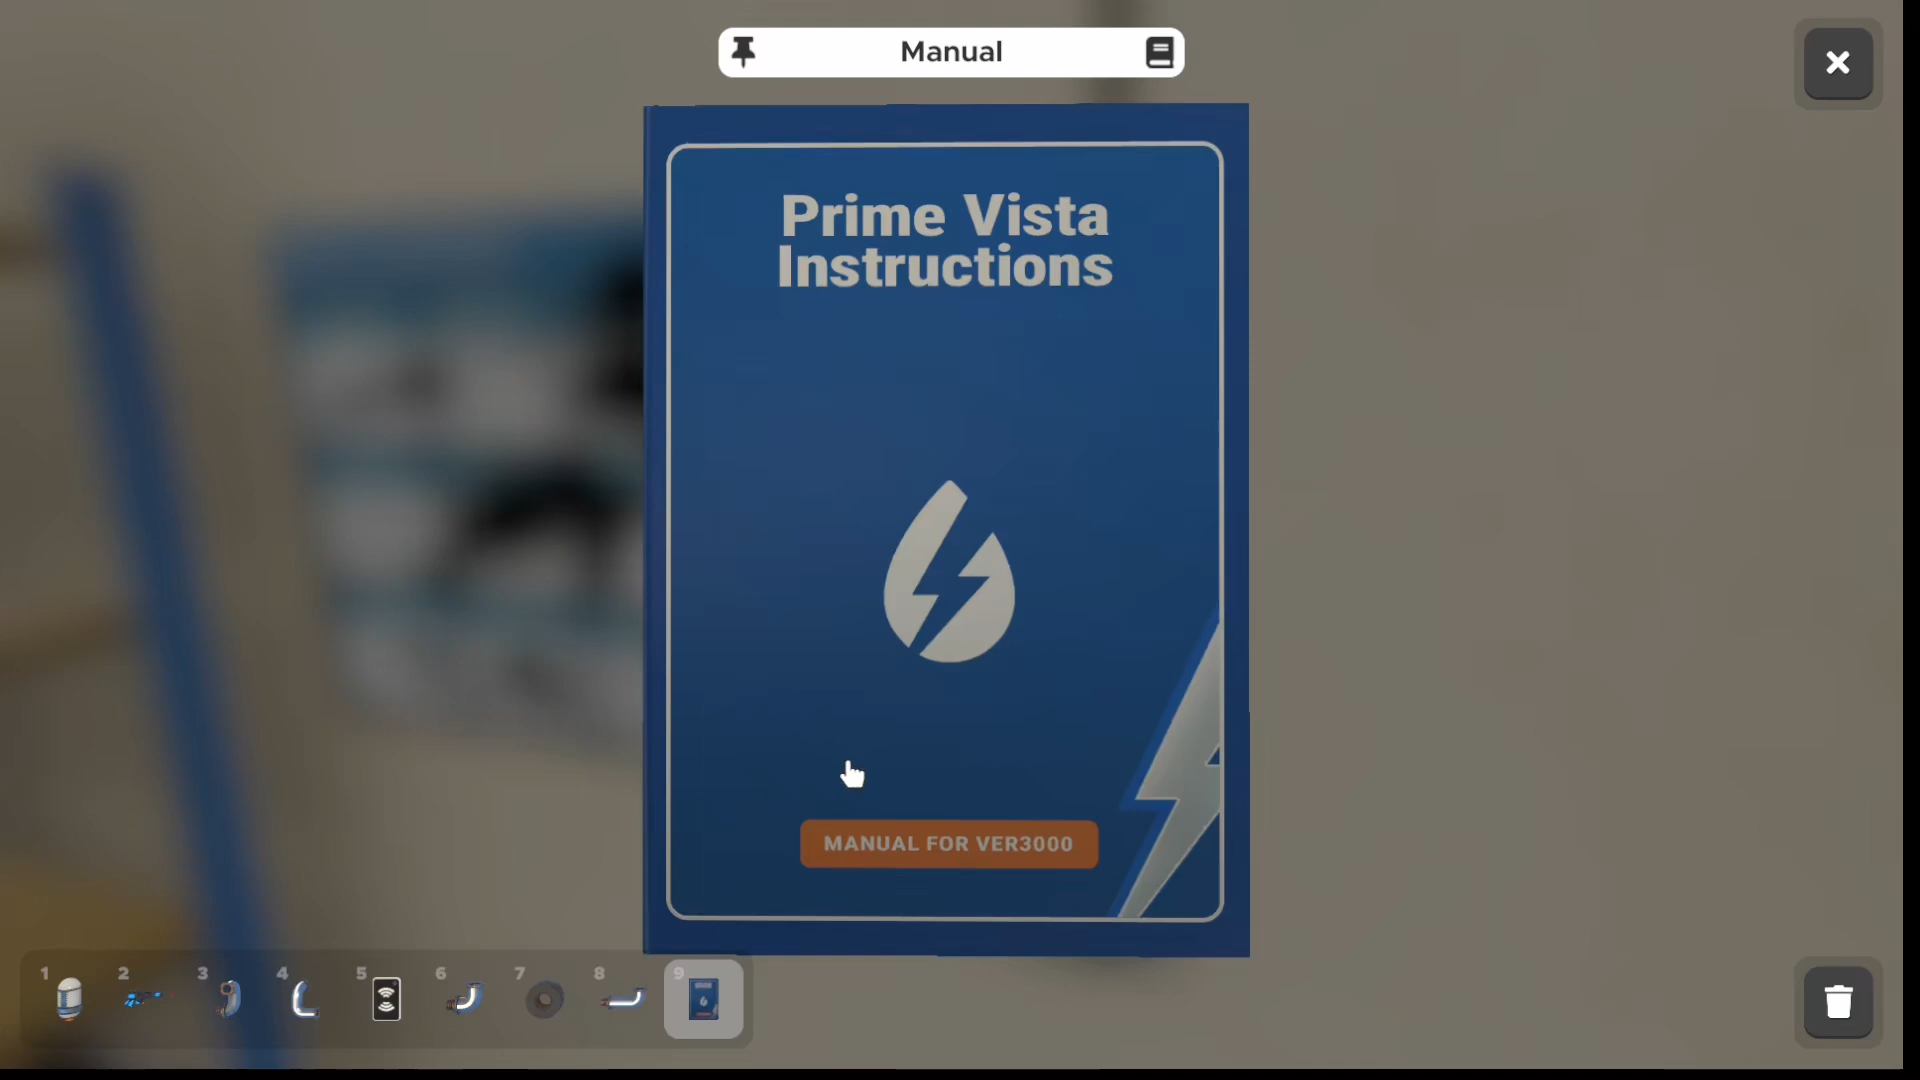 Manual
Prime Vista
Instructions
MANUAL FOR VER3000
1 2 3 4 5 6 7 8 9